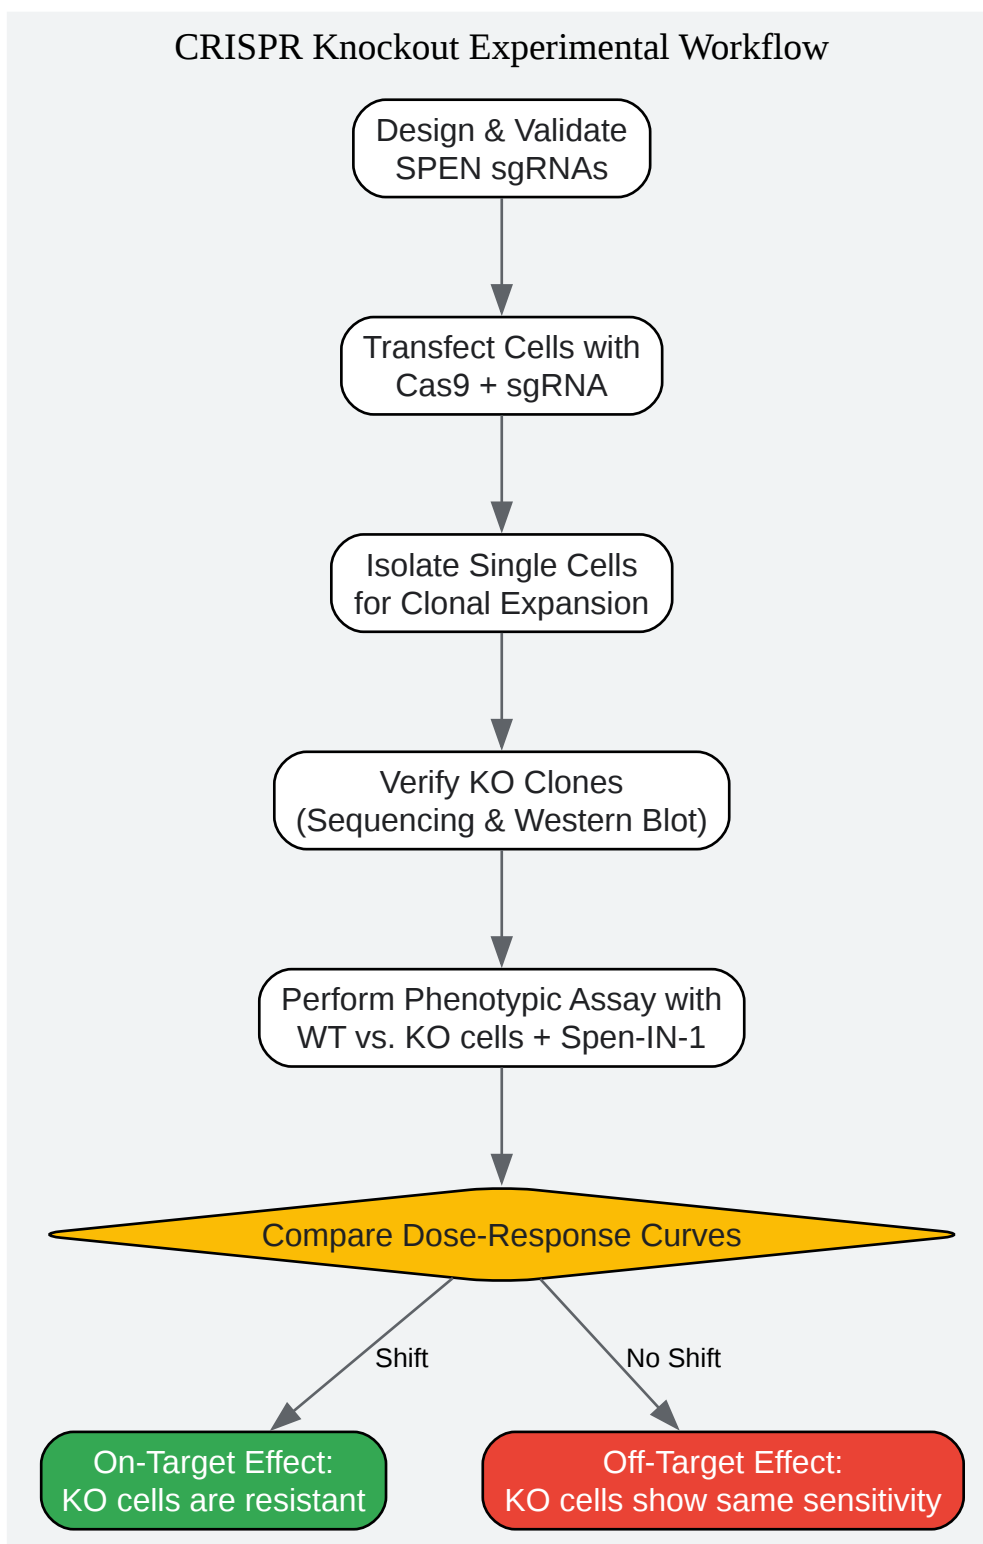 CRISPR Knockout Experimental Workflow
Design & Validate
SPEN sgRNAs
Transfect Cells with
Cas9 + sgRNA
Isolate Single Cells
for Clonal Expansion
Verify KO Clones
(Sequencing & Western Blot)
Perform Phenotypic Assay with
WT vs. KO cells + Spen-IN-1
Compare Dose-Response Curves
Shift
No Shift
On-Target Effect:
KO cells are resistant
Off-Target Effect:
KO cells show same sensitivity